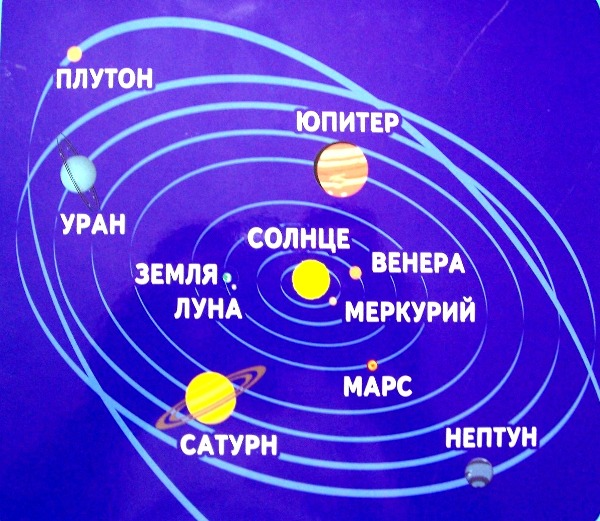 ПЛУТОН
ЮПИТЕР
УРАН
СОЛНЦЕ
ВЕНЕРА
ЗЕМЛЯ
ЛУНА
МЕРКУРИЙ
МАРС
САТУРН
НЕПТУН